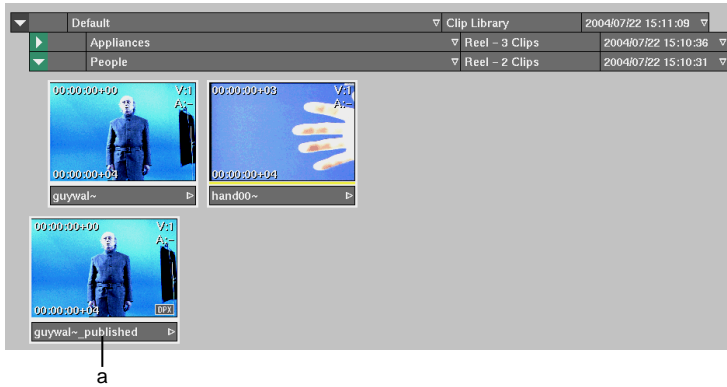 Default Clip Library 2004/07/22 15:11:09
Appliances Reel – 3 Clips 2004/07/22 15:10:36
People Reel – 2 Clips 2004/07/22 15:10:31
00:00:00+00 V:1 00:00:00+03 V:1
A:– A:–
00:00:00+04 00:00:00+04
guywal~ hand00~
00:00:00+00 V:1
A:–
00:00:00+04 DPX
guywal~_published
a